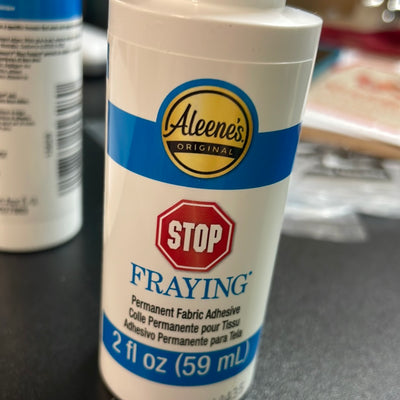 Aleene's
ORIGINAL
STOP
FRAYING
Permanent Fabric Adhesive
Colle Permanente pour Tissu
Adhesivo Permanente para Tela
2 fl oz (59 mL)